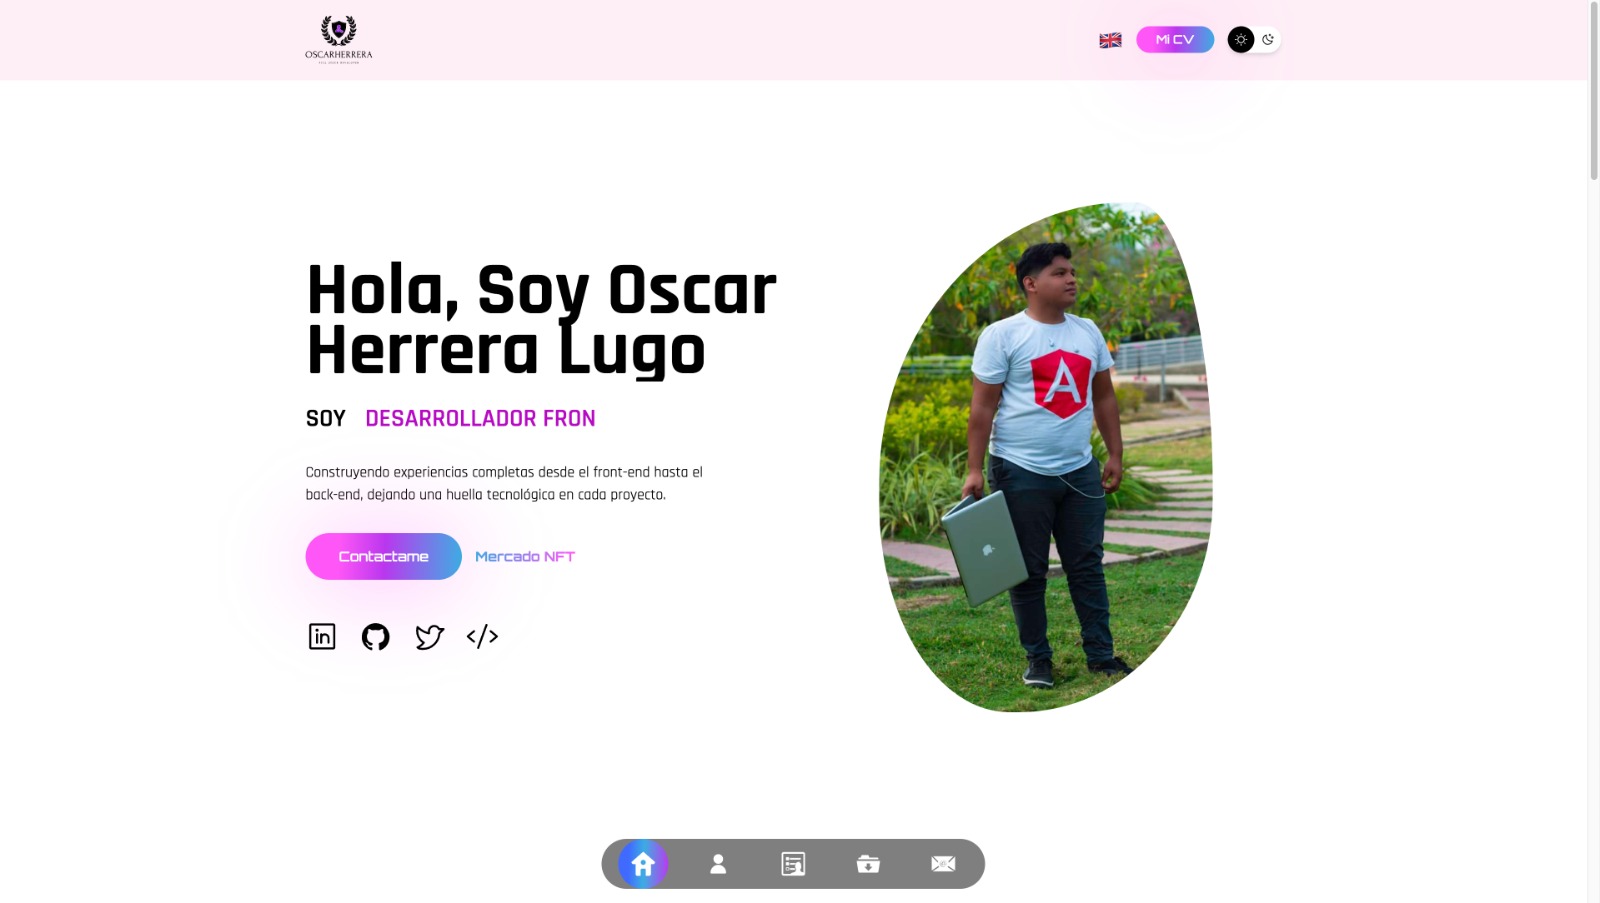 OSCARHERRERA
Mi CV
Hola, Soy Oscar
Herrera Lugo
SOY DESARROLLADOR FRON
Construyendo experiencias completas desde el front-end hasta el
back-end, dejando una huella tecnológica en cada proyecto.
Contactame
Mercado NFT